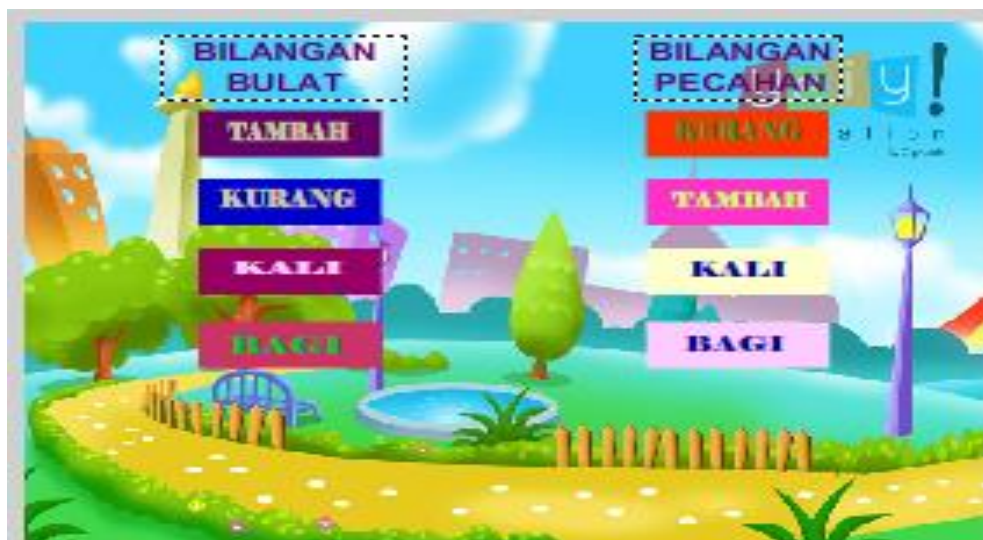 BILANGAN
BULAT
TAMBAH
KURANG
KALI
BAGI
BILANGAN
PECAHAN
KURANG
TAMBAH
KALI
BAGI